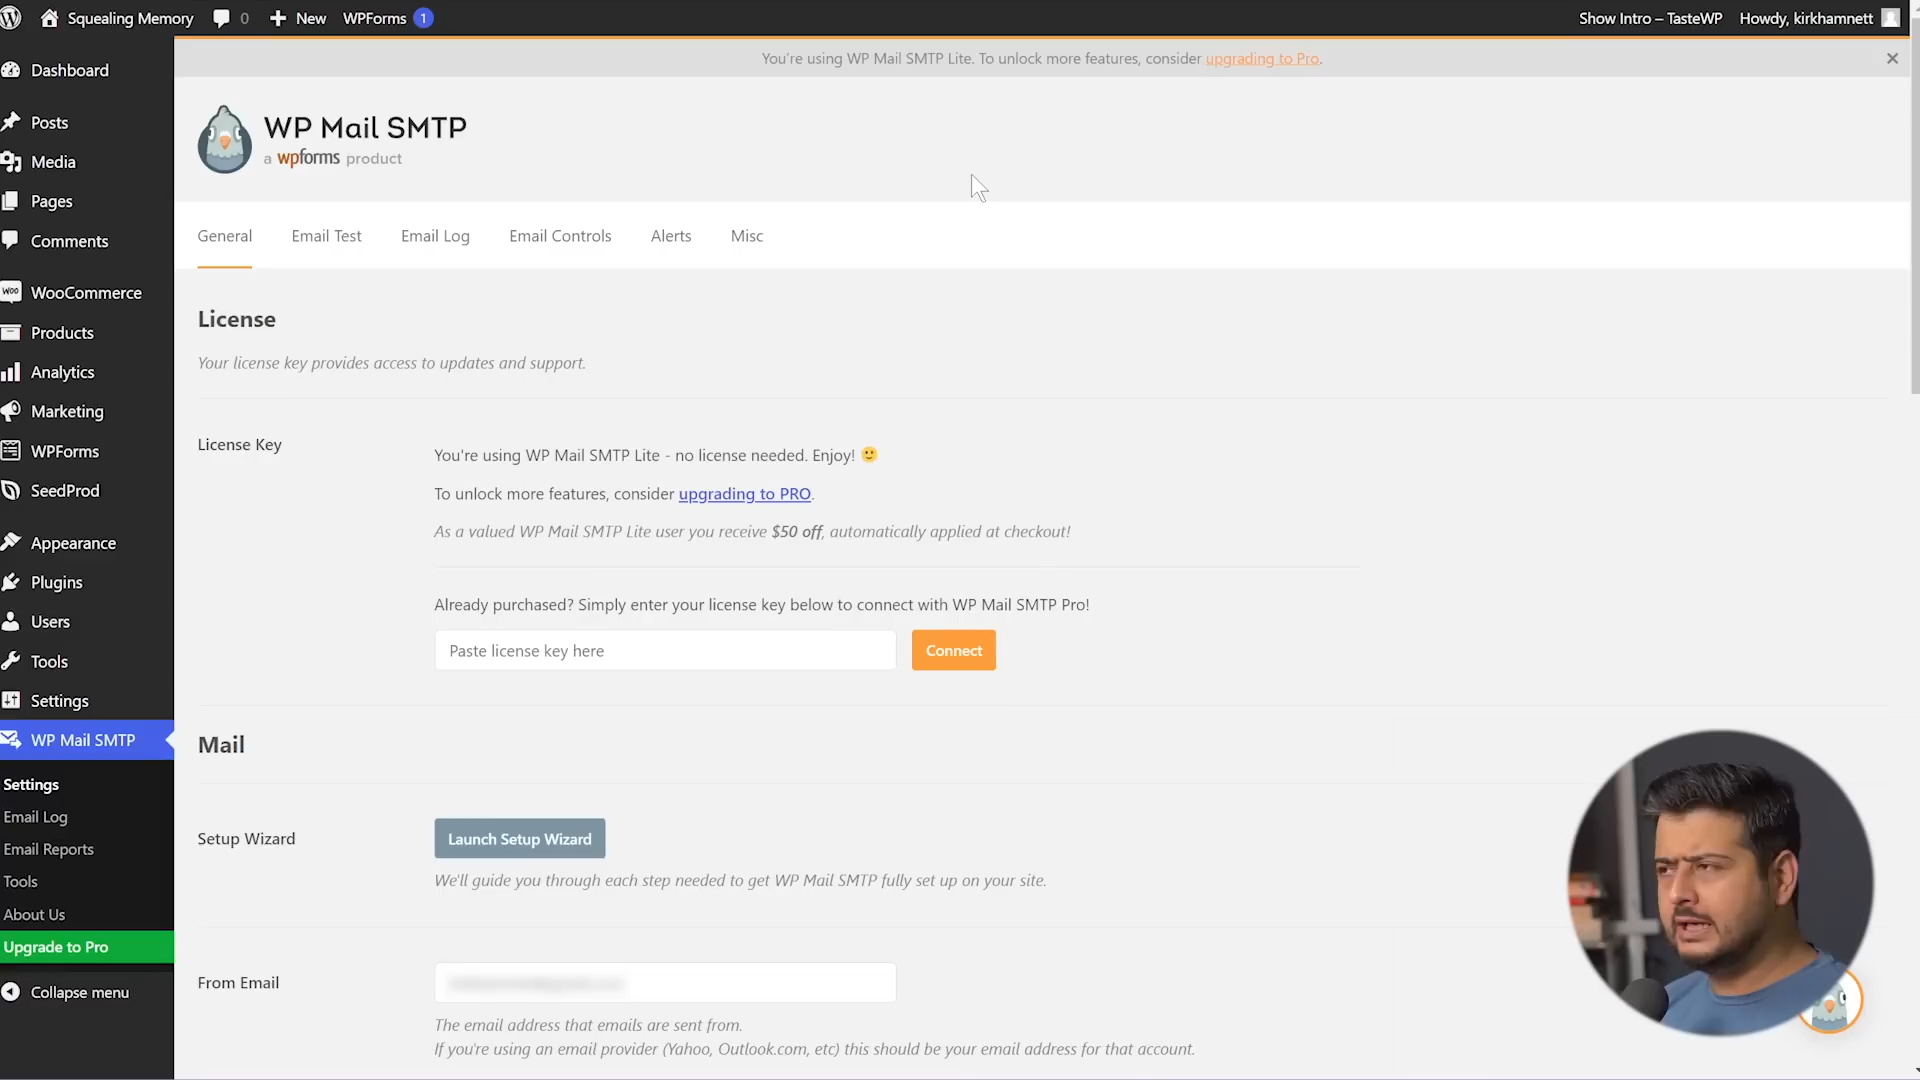 Squealing Memory
0
New
WPForms
1
Show Intro – TasteWP
Howdy, kirkhamnett
You're using WP Mail SMTP Lite. To unlock more features, consider upgrading to Pro.
Dashboard
Posts
Media
Pages
Comments
Woo
WooCommerce
Products
Analytics
Marketing
WPForms
SeedProd
Appearance
Plugins
Users
Tools
Settings
WP Mail SMTP
Settings
Email Log
Email Reports
Tools
About Us
Upgrade to Pro
Collapse menu
WP Mail SMTP
a wpforms product
General
Email Test
Email Log
Email Controls
Alerts
Misc
License
Your license key provides access to updates and support.
License Key
You're using WP Mail SMTP Lite - no license needed. Enjoy! 🙂
To unlock more features, consider upgrading to PRO.
As a valued WP Mail SMTP Lite user you receive $50 off, automatically applied at checkout!
Already purchased? Simply enter your license key below to connect with WP Mail SMTP Pro!
Paste license key here
Connect
Mail
Setup Wizard
Launch Setup Wizard
We'll guide you through each step needed to get WP Mail SMTP fully set up on your site.
From Email
The email address that emails are sent from.
If you're using an email provider (Yahoo, Outlook.com, etc) this should be your email address for that account.